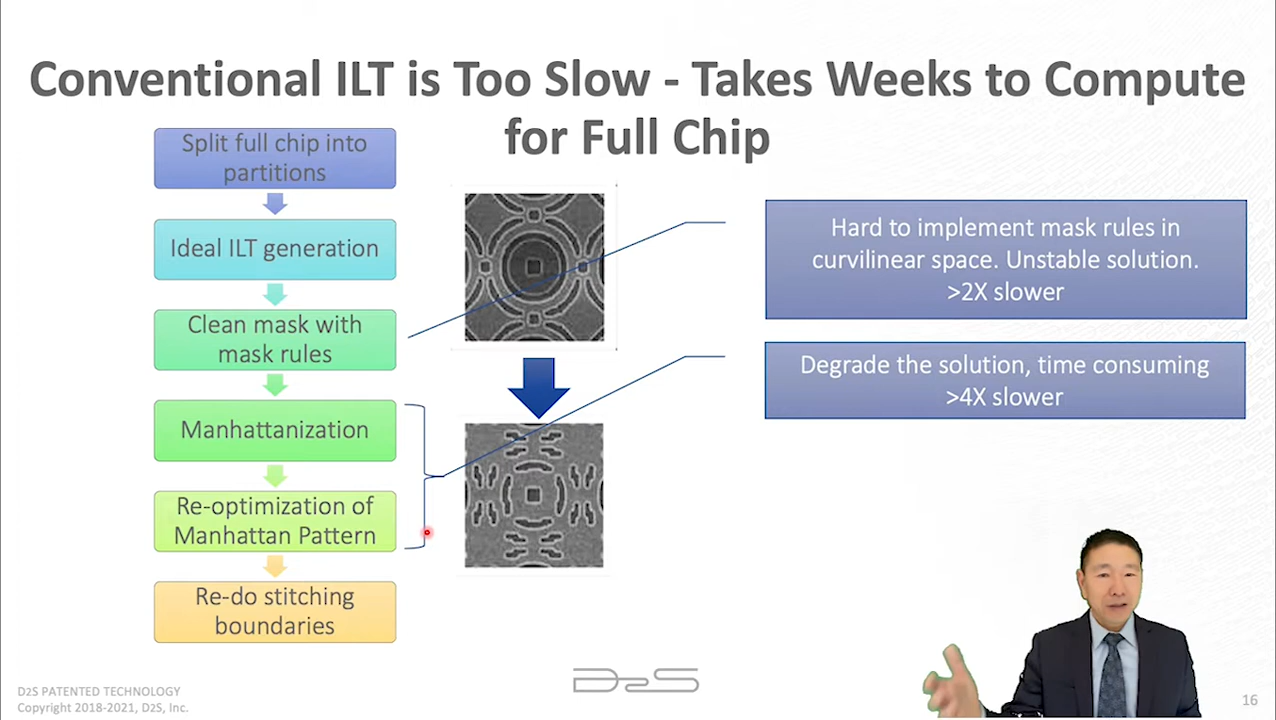 Conventional ILT is Too Slow - Takes Weeks to Compute
for Full Chip
Split full chip into
partitions
Ideal ILT generation
Clean mask with
mask rules
Manhattanization
Re-optimization of
Manhattan Pattern
Re-do stitching
boundaries
Hard to implement mask rules in
curvilinear space. Unstable solution.
>2X slower
Degrade the solution, time consuming
>4X slower
D2S PATENTED TECHNOLOGY
Copyright 2018-2021, D2S, Inc.
D2S
16